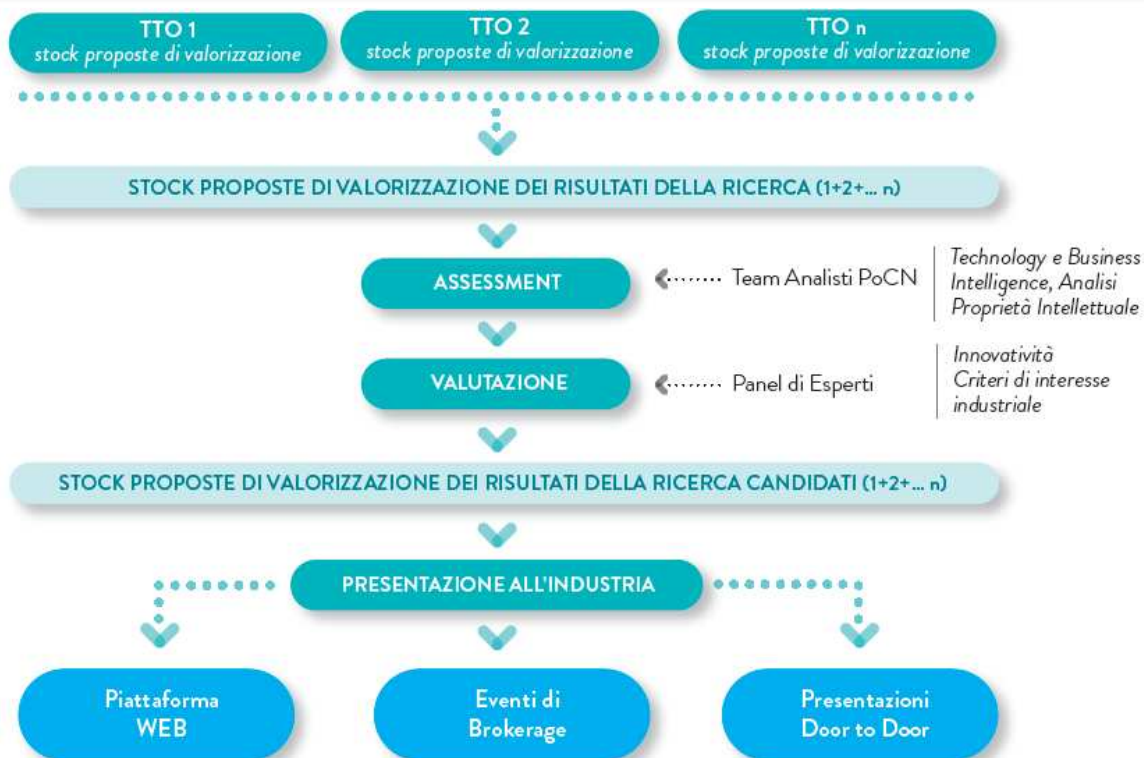 TTO 1
stock proposte di valorizzazione
TTO 2
stock proposte di valorizzazione
TTO n
stock proposte di valorizzazione
STOCK PROPOSTE DI VALORIZZAZIONE DEI RISULTATI DELLA RICERCA (1+2+... n)
ASSESSMENT
Team Analisti PoCN
Technology e Business
Intelligence, Analisi
Proprietà Intellettuale
VALUTAZIONE
Panel di Esperti
Innovatività
Criteri di interesse
industriale
STOCK PROPOSTE DI VALORIZZAZIONE DEI RISULTATI DELLA RICERCA CANDIDATI (1+2+... n)
PRESENTAZIONE ALL'INDUSTRIA
Piattaforma
WEB
Eventi di
Brokerage
Presentazioni
Door to Door